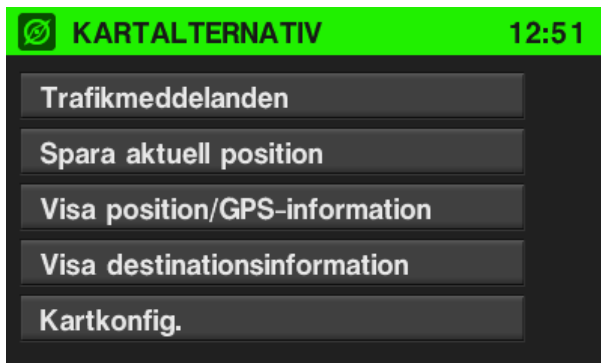 KARTALTERNATIV 12:51
Trafikmeddelanden
Spara aktuell position
Visa position/GPS-information
Visa destinationsinformation
Kartkonfig.